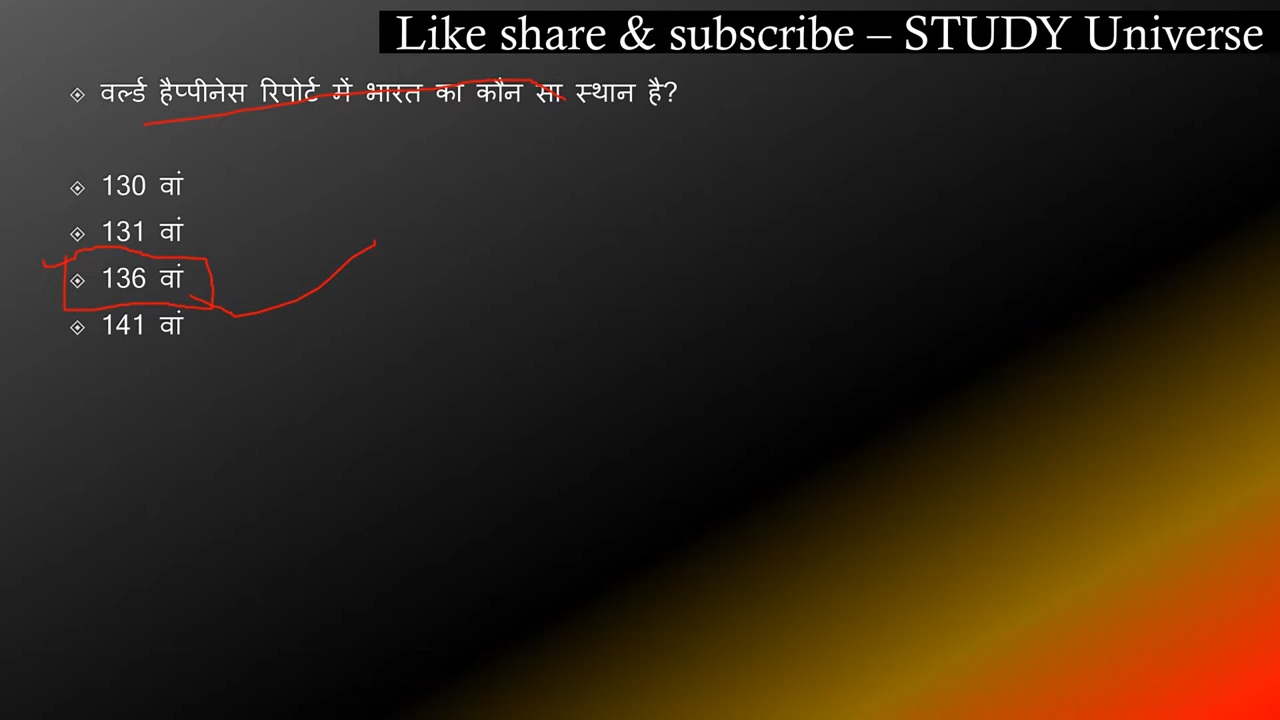 Like share & subscribe – STUDY Universe
वर्ल्ड हैप्पीनेस रिपोर्ट में भारत का कौन सा स्थान है?
130 वां
131 वां
136 वां
141 वां